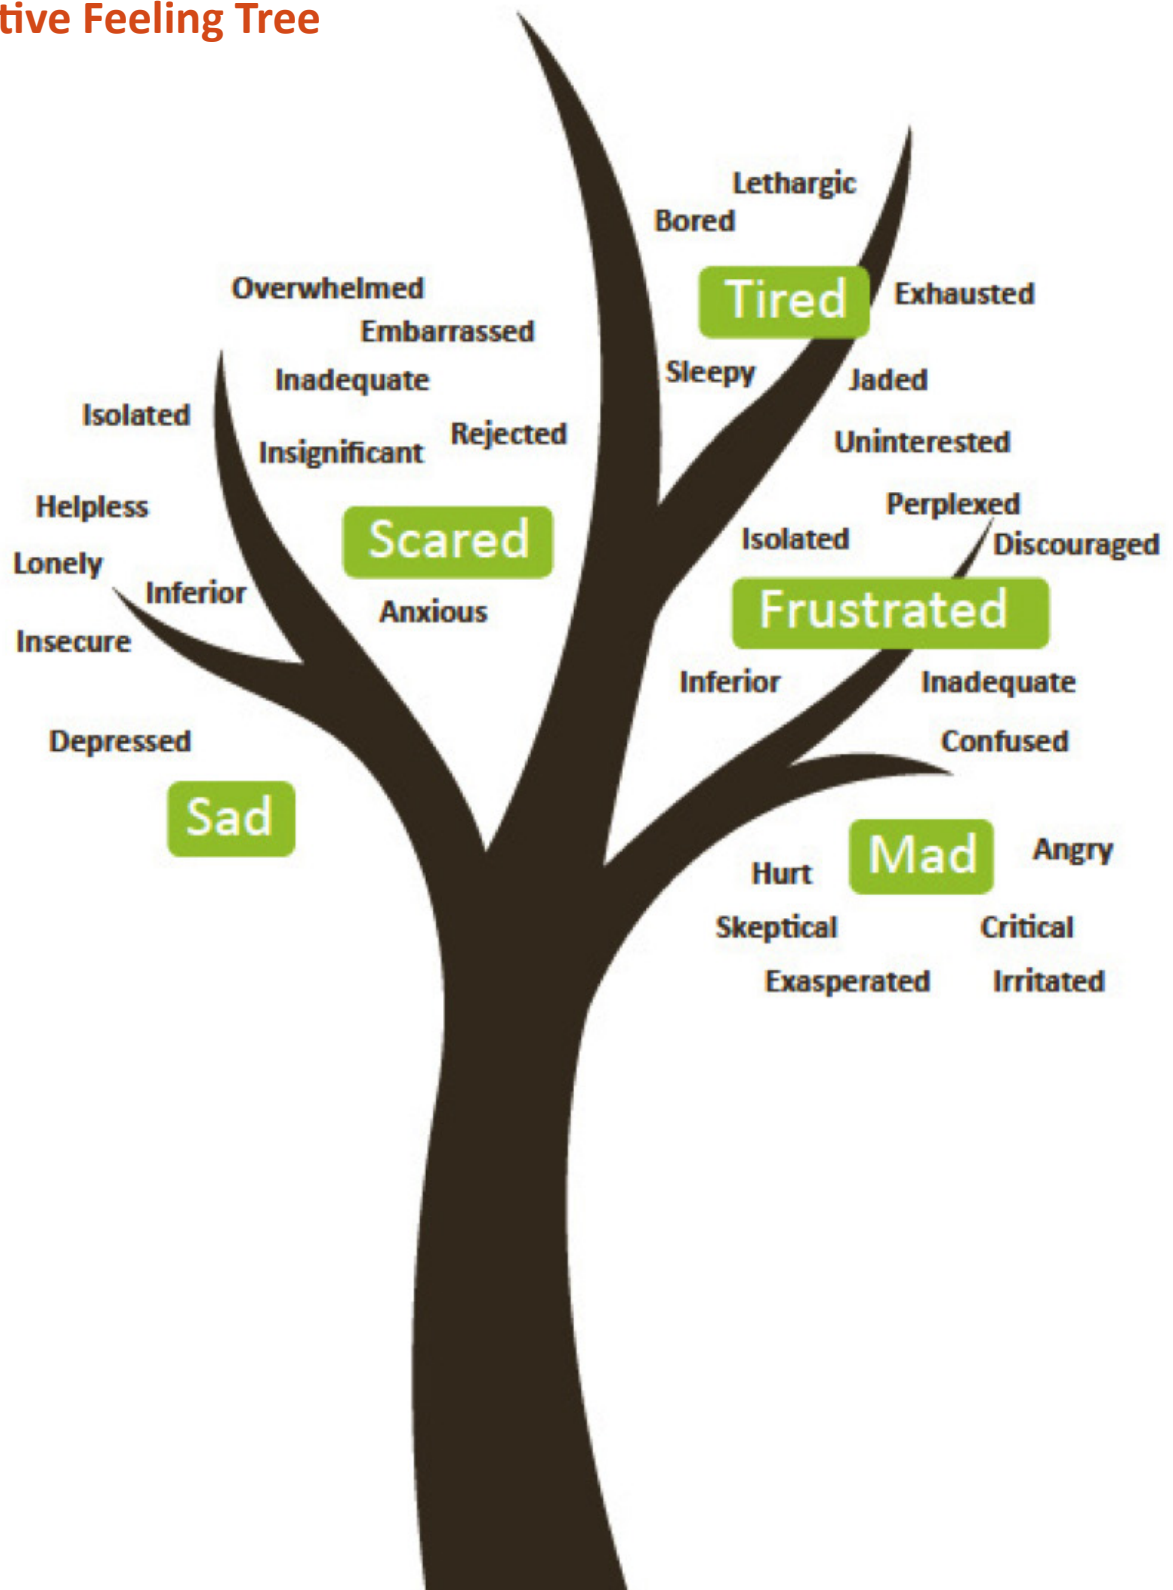 tive Feeling Tree
Lethargic
Bored
Tired
Exhausted
Sleepy
Jaded
Uninterested
Overwhelmed
Embarrassed
Inadequate
Isolated
Rejected
Insignificant
Helpless
Scared
Lonely
Inferior
Anxious
Insecure
Depressed
Sad
Perplexed
Isolated
Discouraged
Frustrated
Inferior
Inadequate
Confused
Mad
Angry
Hurt
Skeptical
Critical
Exasperated
Irritated